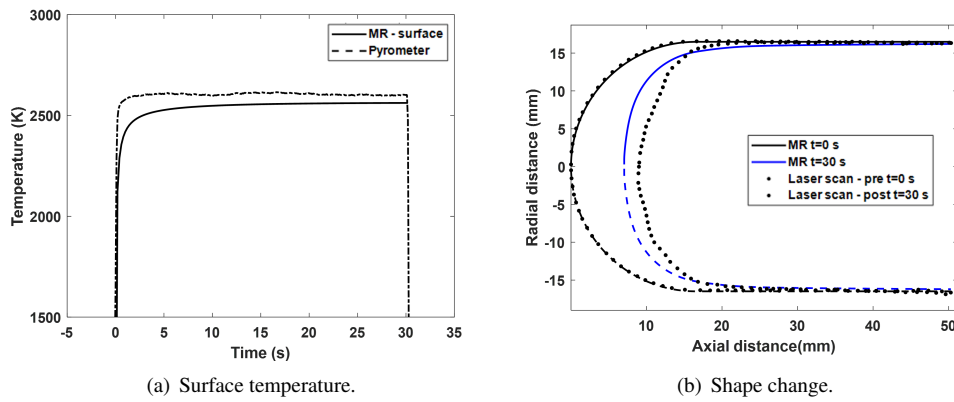 3000
2500
2000
1500
Temperature (K)
-5
0
5
10
15
20
25
30
35
Time (s)
MR - surface
Pyrometer
(a) Surface temperature.
15
10
5
0
-5
-10
-15
Radial distance (mm)
10
20
30
40
50
Axial distance(mm)
MR t=0 s
MR t=30 s
Laser scan - pre t=0 s
Laser scan - post t=30 s
(b) Shape change.